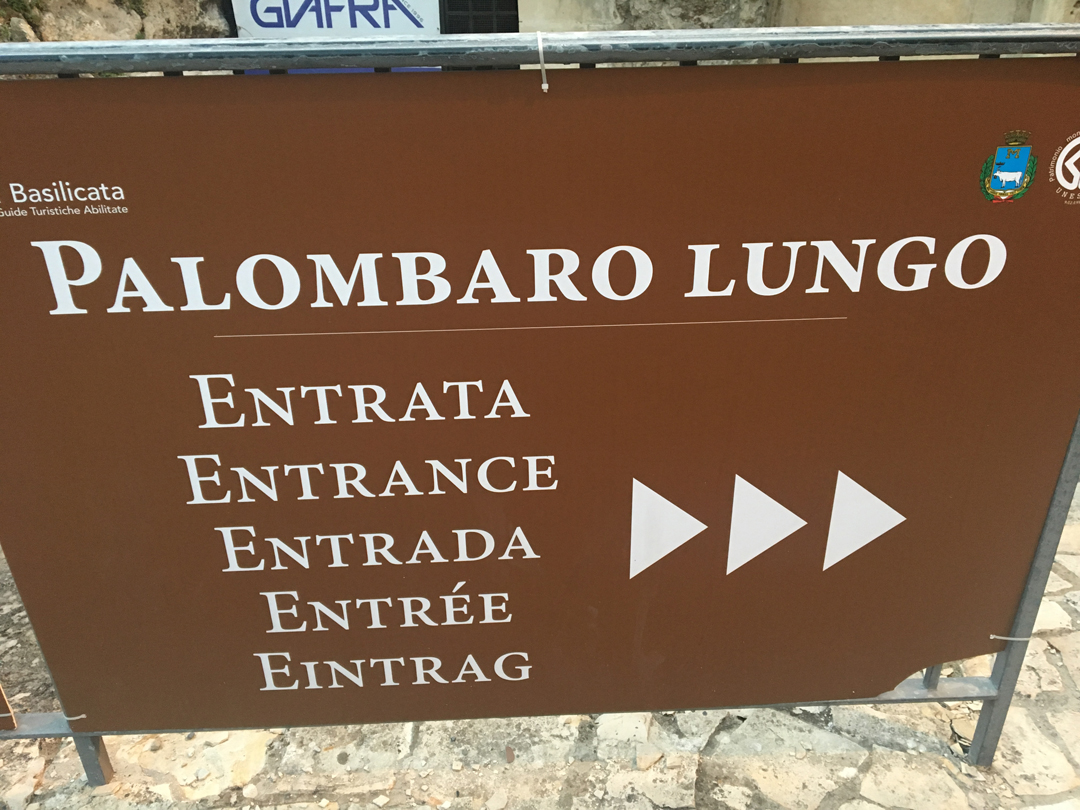 GIAFRA
Basilicata
Guide Turistiche Abilitate
PALOMBARO LUNGO
ENTRATA
ENTRANCE
ENTRADA
ENTRÉE
EINTRAG